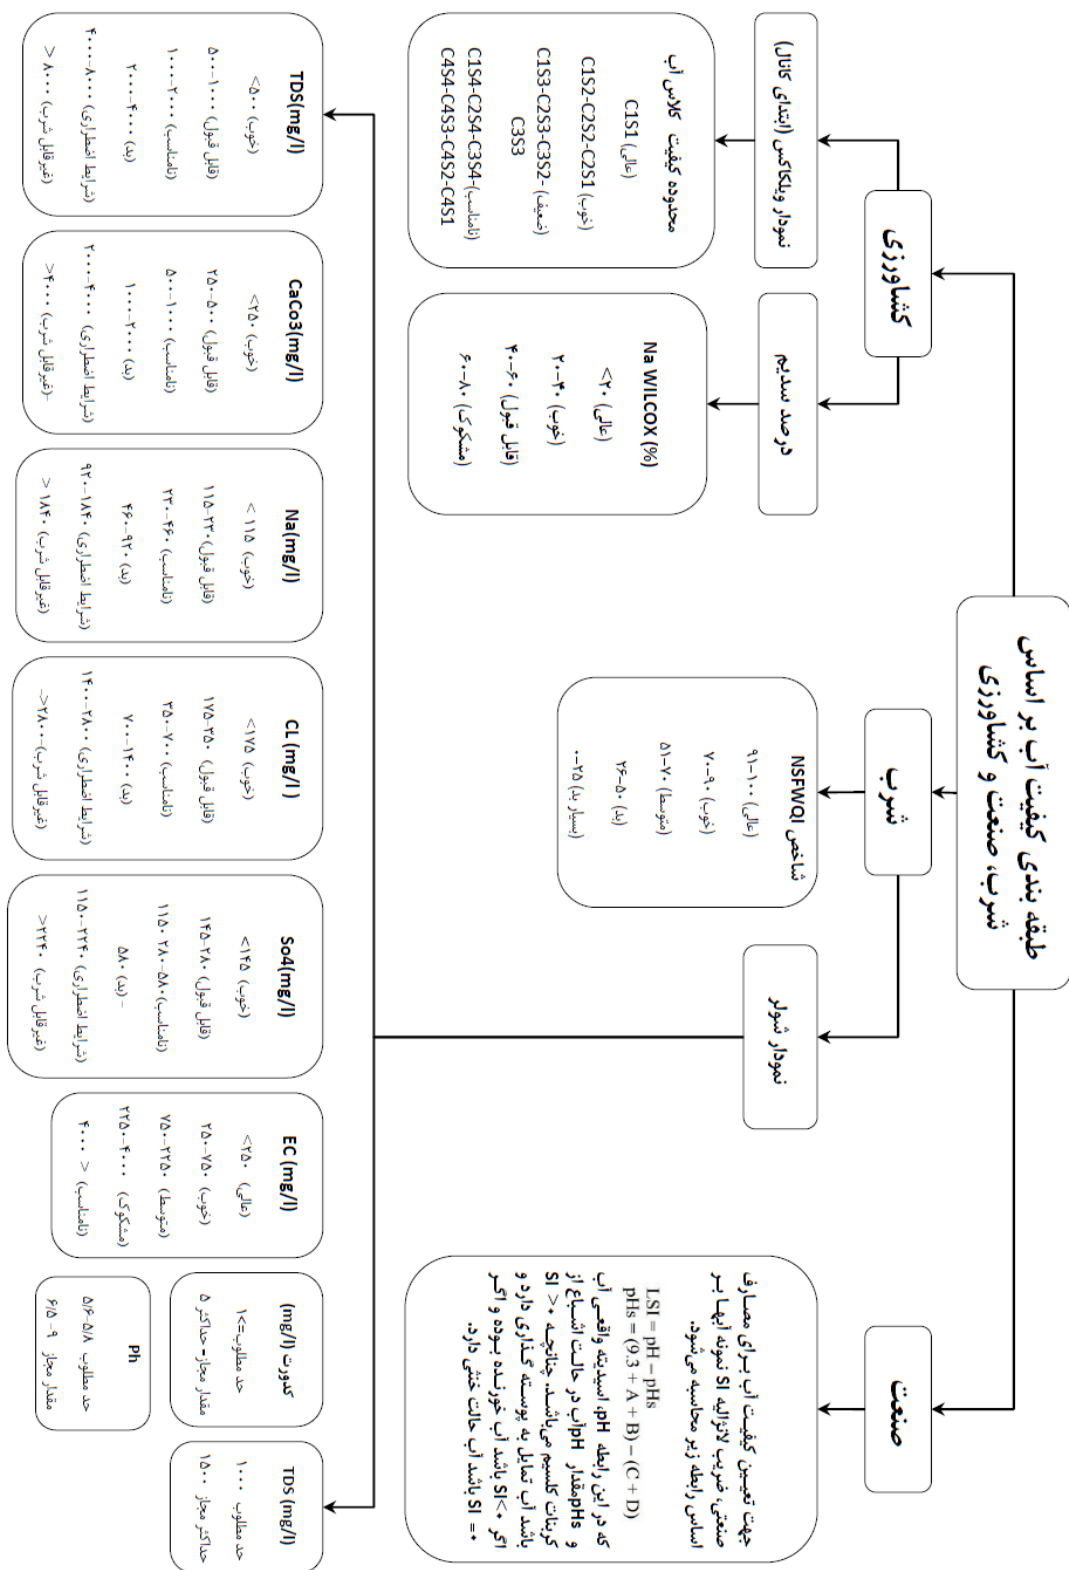 طبقه بندی کیفیت آب بر اساس
شرب، صنعت و کشاورزی
کشاورزی
نمودار ویلکاکس (ابتدای کانال)
محدوده کیفیت کلاس آب
C1S1 (عالی)
C1S2-C2S2-C2S1 (خوب)
C1S3-C2S3-C3S2- (ضعیف)
C3S3
C1S4-C2S4-C3S4- (نامناسب)
C4S4-C4S3-C4S2-C4S1
درصد سدیم
Na WILCOX (%)
<۲۰ (عالی)
۲۰-۴۰ (خوب)
۴۰-۶۰ (قابل قبول)
۶۰-۸۰ (مشکوک)
شرب
شاخص NSFWQI
۹۱-۱۰۰ (عالی)
۷۰-۹۰ (خوب)
۵۱-۷۰ (متوسط)
۲۶-۵۰ (بد)
۰-۲۵ (بسیار بد)
نمودار شولر
صنعت
جهت تعیین کیفیت آب برای مصارف
صنعتی، ضریب لانژالیه SI نمونه آبها بر
اساس رابطه زیر محاسبه می‌شود.
LSI = pH − pHs
pHs = (9.3 + A + B) − (C + D)
که در این رابطه pH، اسیدیته واقعی آب
و pHsمقدار pHآب در حالت اشباع از
کربنات کلسیم می‌باشد. چنانچه SI >۰
باشد آب تمایل به پوسته گذاری دارد و
اگر SI<۰ باشد آب خورنده بوده و اگر
SI =۰ باشد آب حالت خنثی دارد.
TDS(mg/l)
<۵۰۰ (خوب)
۵۰۰-۱۰۰۰ (قابل قبول)
۱۰۰۰-۲۰۰۰ (نامناسب)
۲۰۰۰-۴۰۰۰ (بد)
۴۰۰۰-۸۰۰۰ (شرایط اضطراری)
> ۸۰۰۰ (غیرقابل شرب)
CaCo3(mg/l)
<۲۵۰ (خوب)
۲۵۰-۵۰۰ (قابل قبول)
۵۰۰-۱۰۰۰ (نامناسب)
۱۰۰۰-۲۰۰۰ (بد)
۲۰۰۰-۴۰۰۰ (شرایط اضطراری)
>۴۰۰۰ (غیرقابل شرب)-
Na(mg/l)
< ۱۱۵ (خوب)
۱۱۵-۲۳۰ (قابل قبول)
۲۳۰-۴۶۰ (نامناسب)
۴۶۰-۹۲۰ (بد)
۹۲۰-۱۸۴۰ (شرایط اضطراری)
> ۱۸۴۰ (غیرقابل شرب)
CL (mg/l )
<۱۷۵ (خوب)
۱۷۵-۳۵۰ (قابل قبول)
۳۵۰-۷۰۰ (نامناسب)
۷۰۰-۱۴۰۰ (بد)
۱۴۰۰-۲۸۰۰ (شرایط اضطراری)
->۲۸۰۰-(غیرقابل شرب)
So4(mg/l)
<۱۴۵ (خوب)
۱۴۵-۲۸۰ (قابل قبول)
۱۱۵۰ ۲۸۰-۵۸۰ (نامناسب)
۵۸۰ (بد) -
۱۱۵۰-۲۲۴۰ (شرایط اضطراری)
>۲۲۴۰ (غیرقابل شرب)
EC (mg/l)
<۲۵۰ (عالی)
۲۵۰-۷۵۰ (خوب)
۷۵۰-۲۲۵۰ (متوسط)
۲۲۵۰-۴۰۰۰ (مشکوک)
۴۰۰۰ > (نامناسب)
کدورت (mg/l)
حد مطلوب=>۱
مقدار مجاز-حداکثر ۵
Ph
حد مطلوب ۵/۶-۵/۸
مقدار مجاز ۹ -۶/۵
TDS (mg/l)
حد مطلوب ۱۰۰۰
حداکثر مجاز ۱۵۰۰